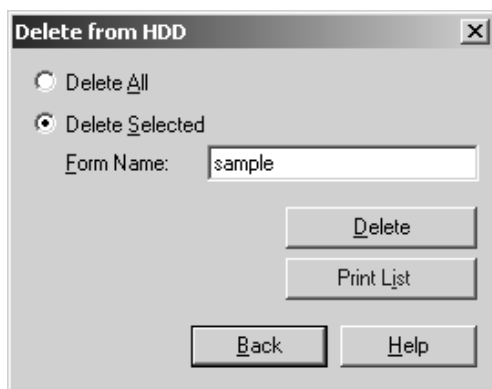 Delete from HDD
Delete All
Delete Selected
Form Name: sample
Delete
Print List
Back Help